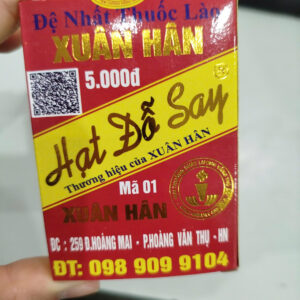 Đệ Nhất Thuốc Lào
XUÂN HÂN
5.000đ
Hạt Đỗ Say
Thương hiệu của XUÂN HÂN
Mã 01
XUÂN HÂN
ĐC : 259 Đ.HOÀNG MAI - P.HOÀNG VĂN THỤ - HN
ĐT: 098 909 9104